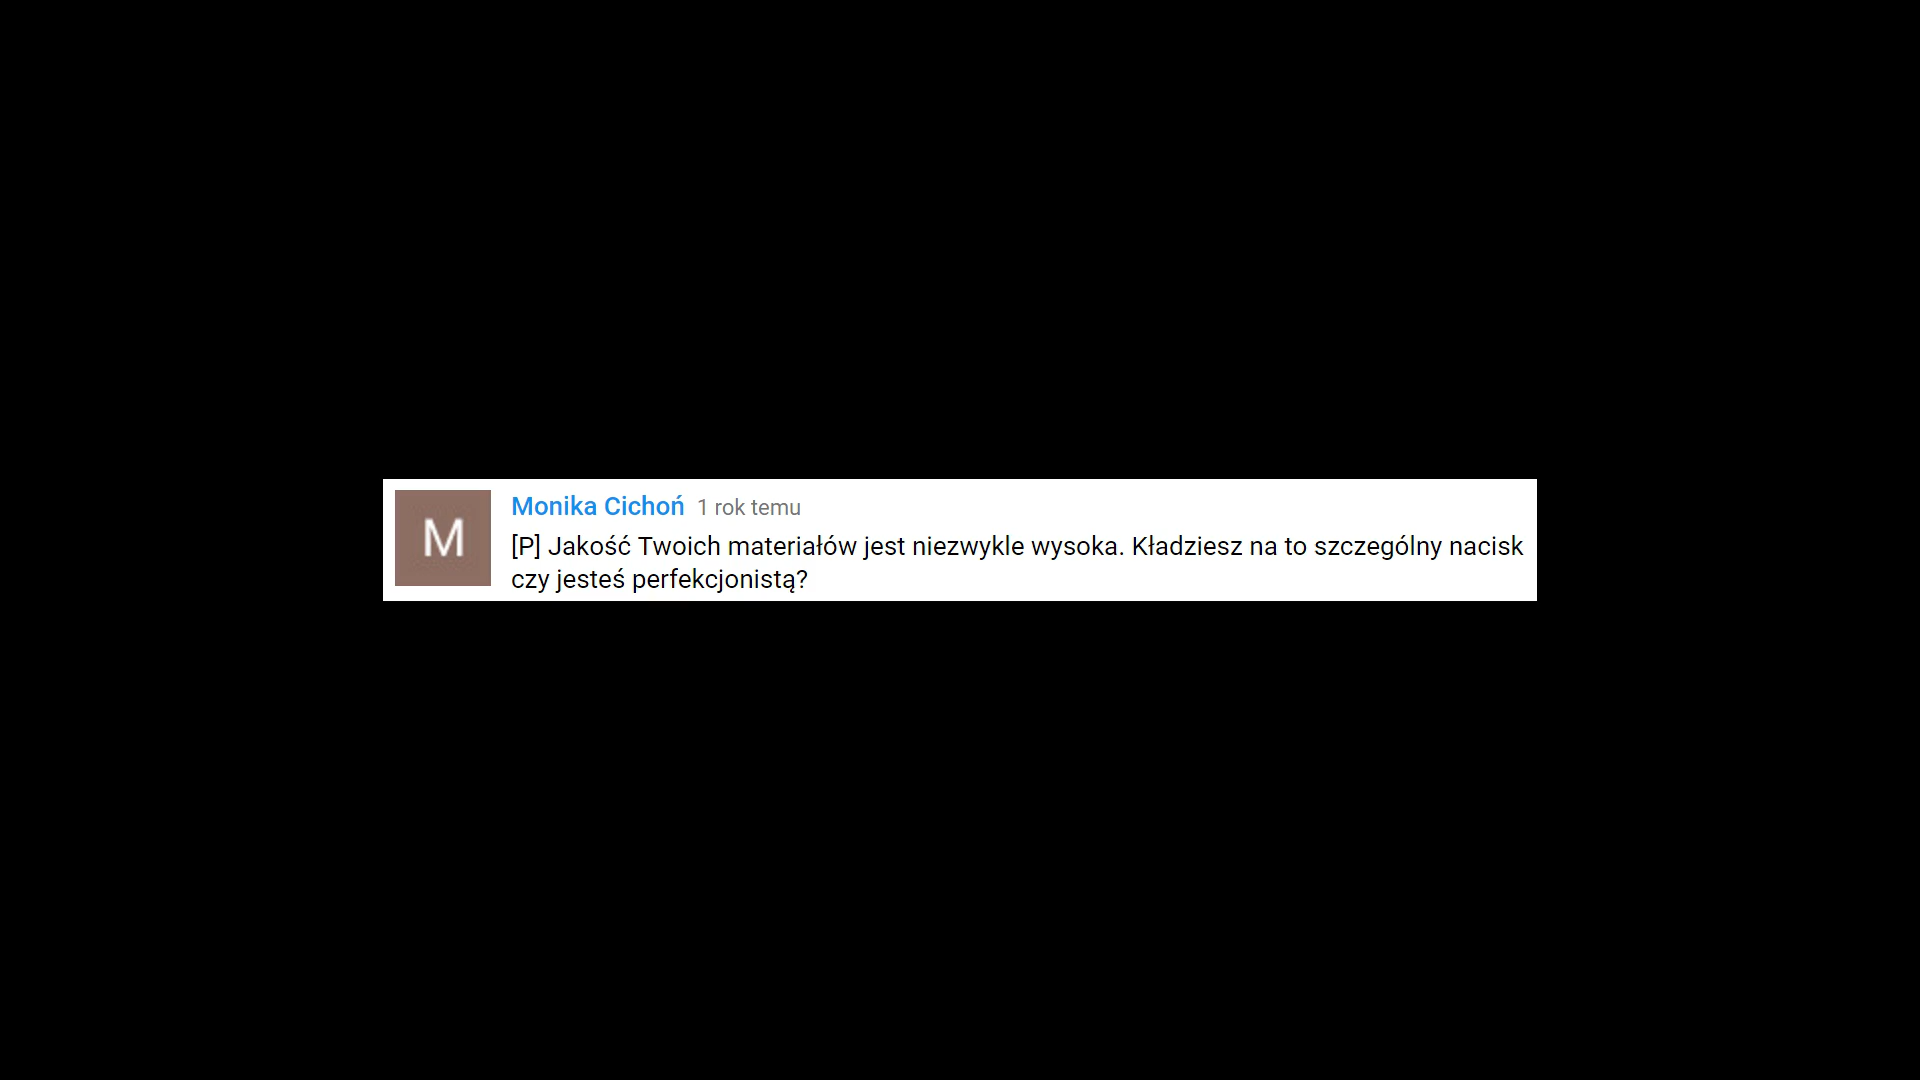 M
Monika Cichoń 1 rok temu
[P] Jakość Twoich materiałów jest niezwykle wysoka. Kładziesz na to szczególny nacisk
czy jesteś perfekcjonistą?